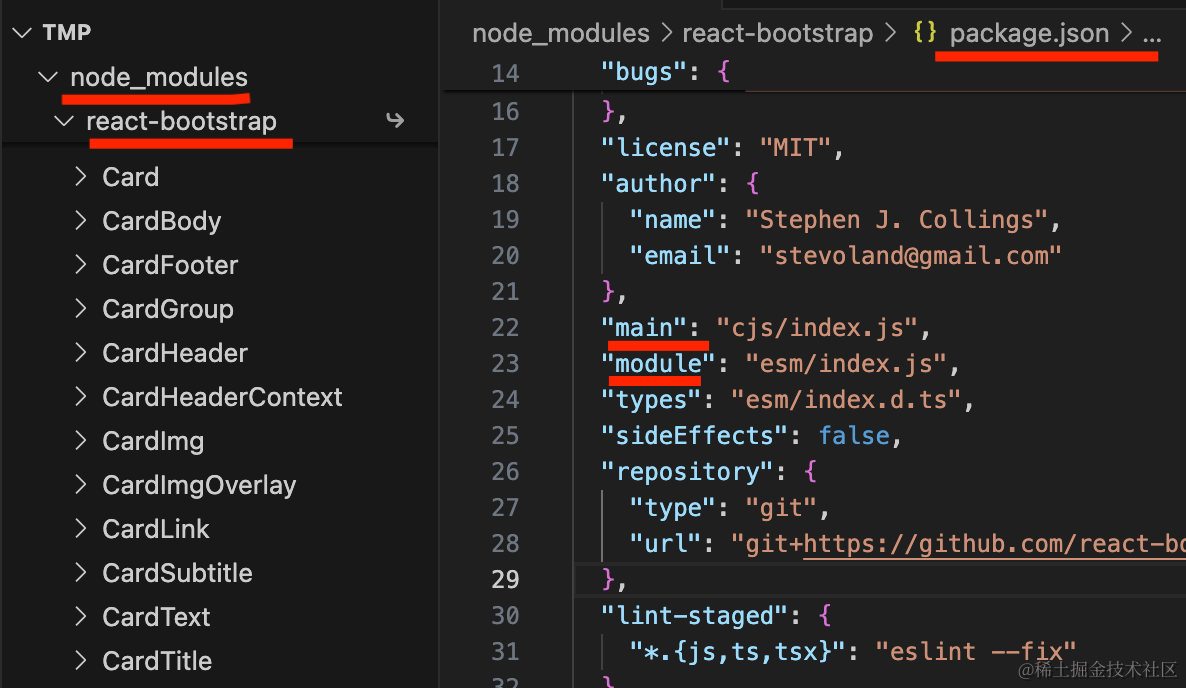 TMP
node_modules
react-bootstrap
Card
CardBody
CardFooter
CardGroup
CardHeader
CardHeaderContext
CardImg
CardImgOverlay
CardLink
CardSubtitle
CardText
CardTitle
node_modules > react-bootstrap > {} package.json > ...
14 "bugs": {
16 },
17 "license": "MIT",
18 "author": {
19 "name": "Stephen J. Collings",
20 "email": "stevoland@gmail.com"
21 },
22 "main": "cjs/index.js",
23 "module": "esm/index.js",
24 "types": "esm/index.d.ts",
25 "sideEffects": false,
26 "repository": {
27 "type": "git",
28 "url": "git+https://github.com/react-bo
29 },
30 "lint-staged": {
31 "*.{js,ts,tsx}": "eslint --fix"
32 }
@稀土掘金技术社区